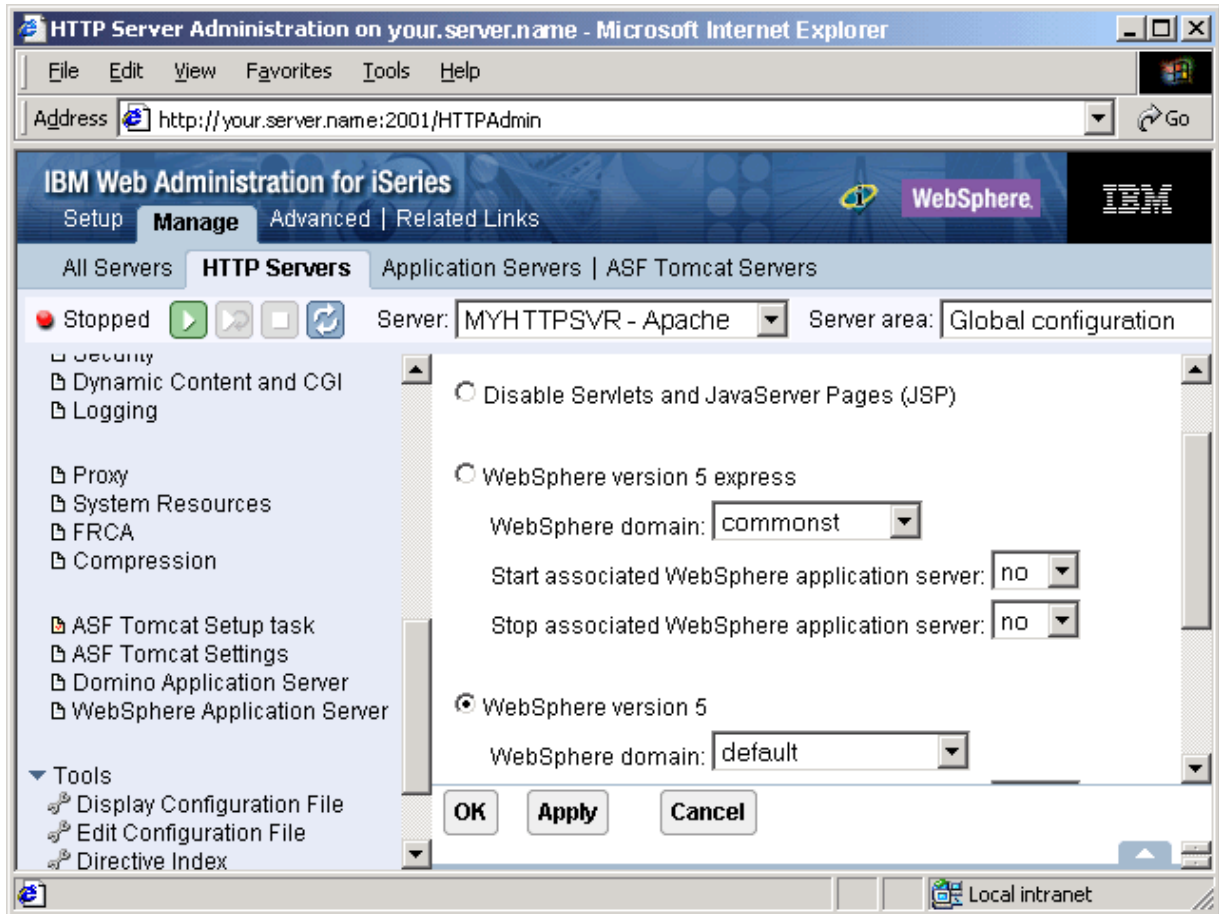 HTTP Server Administration on your.server.name - Microsoft Internet Explorer
File Edit View Favorites Tools Help
Address http://your.server.name:2001/HTTPAdmin Go
IBM Web Administration for iSeries
WebSphere. IBM
Setup Manage Advanced | Related Links
All Servers HTTP Servers Application Servers | ASF Tomcat Servers
Stopped Server: MYHTTPSVR - Apache Server area: Global configuration
Security
Dynamic Content and CGI
Logging
Proxy
System Resources
FRCA
Compression
ASF Tomcat Setup task
ASF Tomcat Settings
Domino Application Server
WebSphere Application Server
Tools
Display Configuration File
Edit Configuration File
Directive Index
Disable Servlets and JavaServer Pages (JSP)
WebSphere version 5 express
WebSphere domain: commonst
Start associated WebSphere application server: no
Stop associated WebSphere application server: no
WebSphere version 5
WebSphere domain: default
OK Apply Cancel
Local intranet